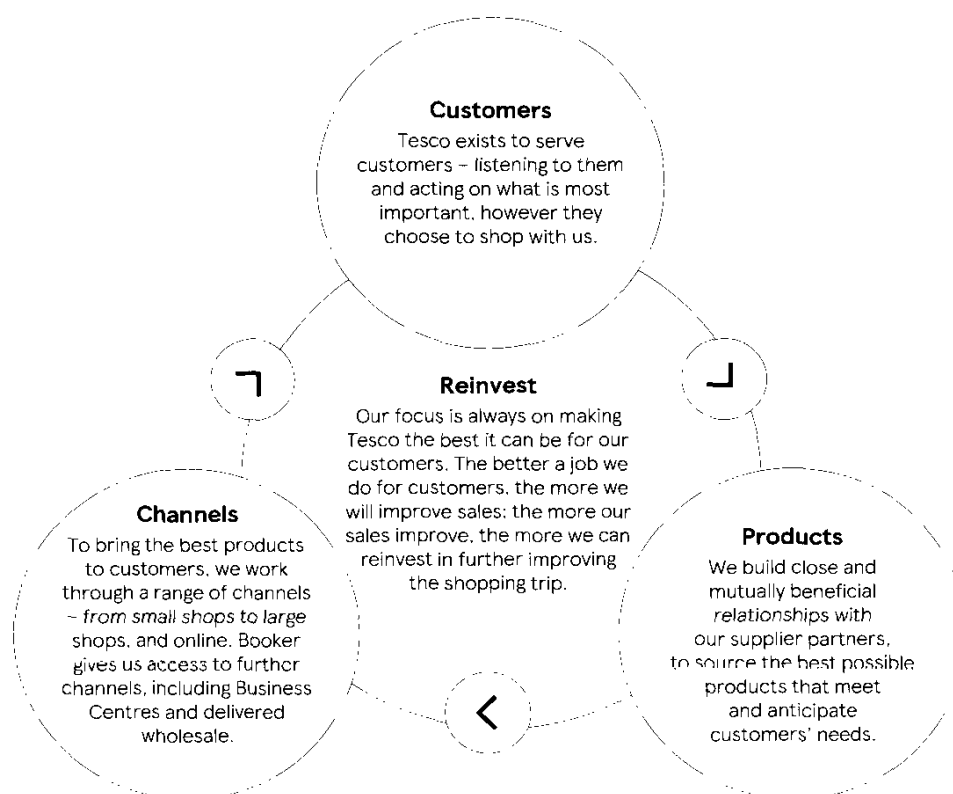 Customers
Tesco exists to serve
customers – listening to them
and acting on what is most
important, however they
choose to shop with us.
Reinvest
Our focus is always on making
Tesco the best it can be for our
customers. The better a job we
do for customers, the more we
will improve sales; the more our
sales improve, the more we can
reinvest in further improving
the shopping trip.
Channels
To bring the best products
to customers, we work
through a range of channels
– from small shops to large
shops, and online. Booker
gives us access to further
channels, including Business
Centres and delivered
wholesale.
Products
We build close and
mutually beneficial
relationships with
our supplier partners,
to source the best possible
products that meet
and anticipate
customers' needs.